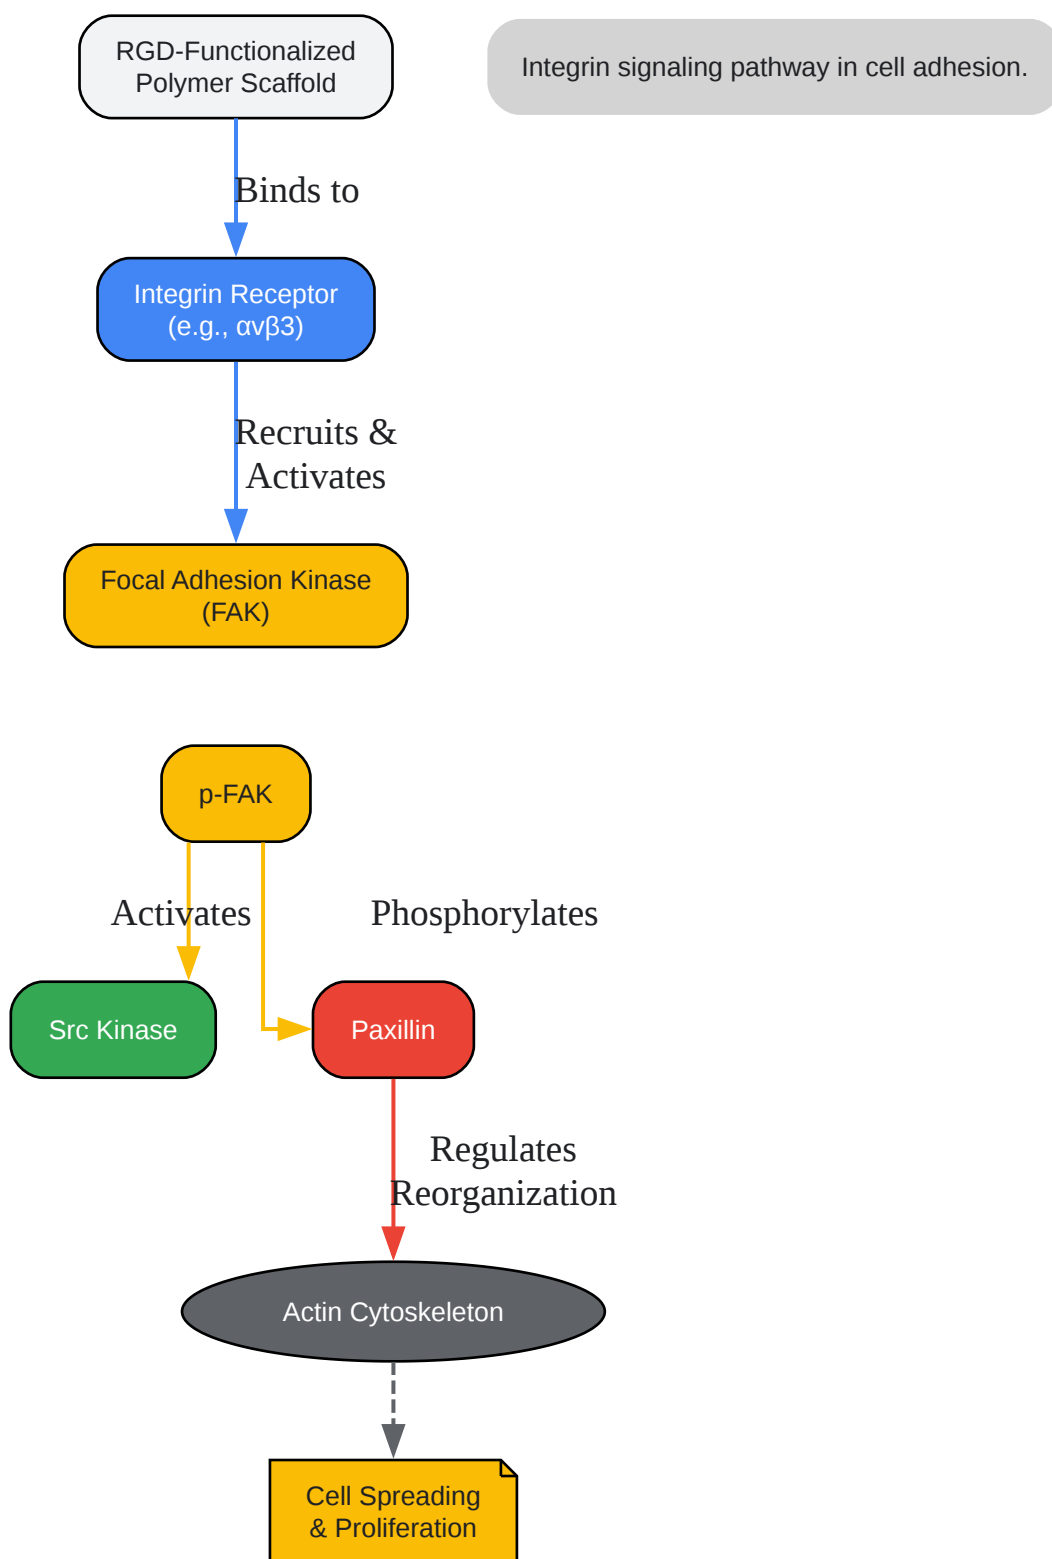 RGD-Functionalized
Polymer Scaffold
Integrin signaling pathway in cell adhesion.
Binds to
Integrin Receptor
(e.g., αvβ3)
Recruits &
Activates
Focal Adhesion Kinase
(FAK)
p-FAK
Activates
Phosphorylates
Src Kinase
Paxillin
Regulates
Reorganization
Actin Cytoskeleton
Cell Spreading
& Proliferation